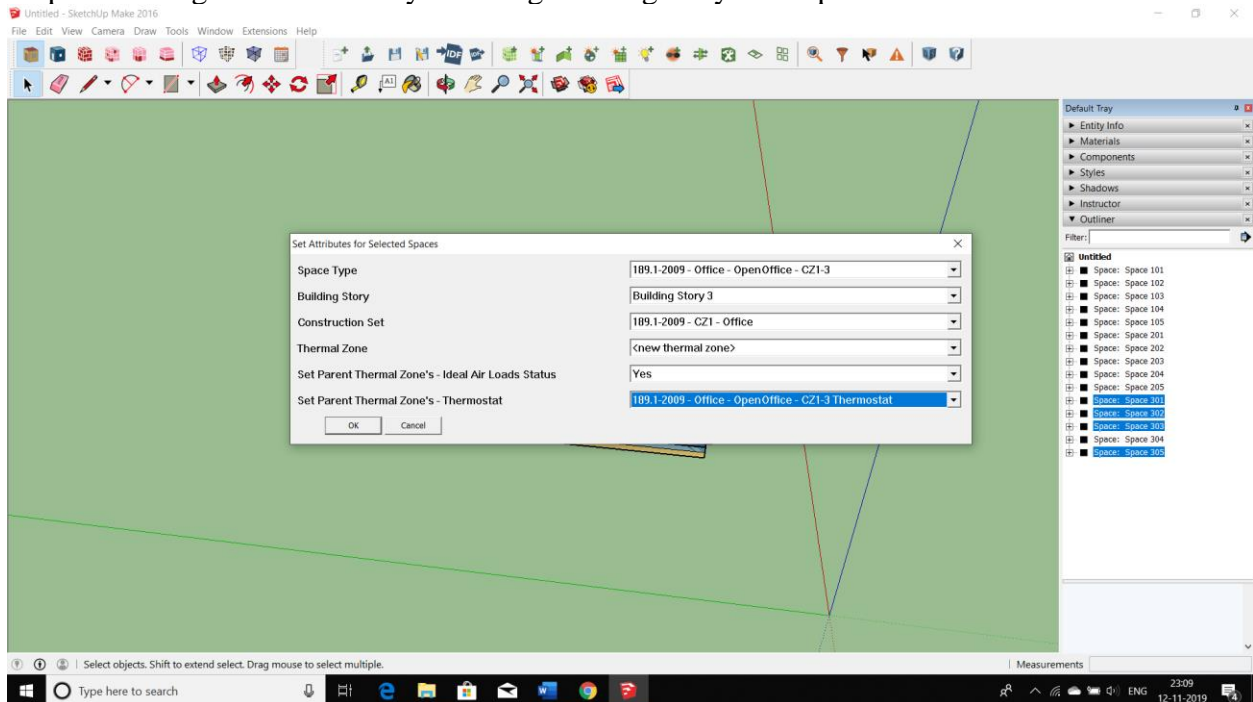 Untitled - SketchUp Make 2016
File Edit View Camera Draw Tools Window Extensions Help
IDF
A1
Default Tray
Entity Info
Materials
Components
Styles
Shadows
Instructor
Outliner
Filter:
Untitled
Space: Space 101
Space: Space 102
Space: Space 103
Space: Space 104
Space: Space 105
Space: Space 201
Space: Space 202
Space: Space 203
Space: Space 204
Space: Space 205
Space: Space 301
Space: Space 302
Space: Space 303
Space: Space 304
Space: Space 305
Set Attributes for Selected Spaces
Space Type 189.1-2009 - Office - OpenOffice - CZ1-3
Building Story Building Story 3
Construction Set 189.1-2009 - CZ1 - Office
Thermal Zone <new thermal zone>
Set Parent Thermal Zone's - Ideal Air Loads Status Yes
Set Parent Thermal Zone's - Thermostat 189.1-2009 - Office - OpenOffice - CZ1-3 Thermostat
OK Cancel
Select objects. Shift to extend select. Drag mouse to select multiple.
Measurements
Type here to search
ENG
23:09
12-11-2019